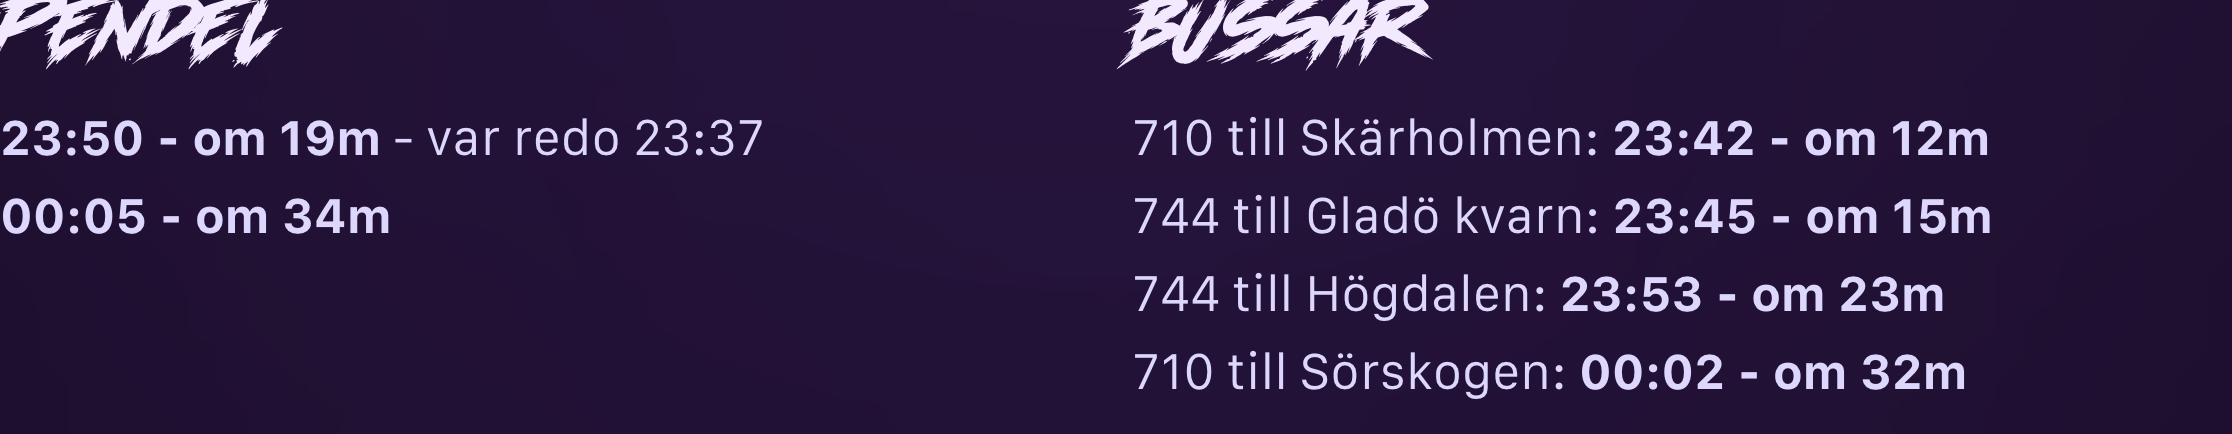 PENDEL
23:50 - om 19m - var redo 23:37
00:05 - om 34m
BUSSAR
710 till Skärholmen: 23:42 - om 12m
744 till Gladö kvarn: 23:45 - om 15m
744 till Högdalen: 23:53 - om 23m
710 till Sörskogen: 00:02 - om 32m